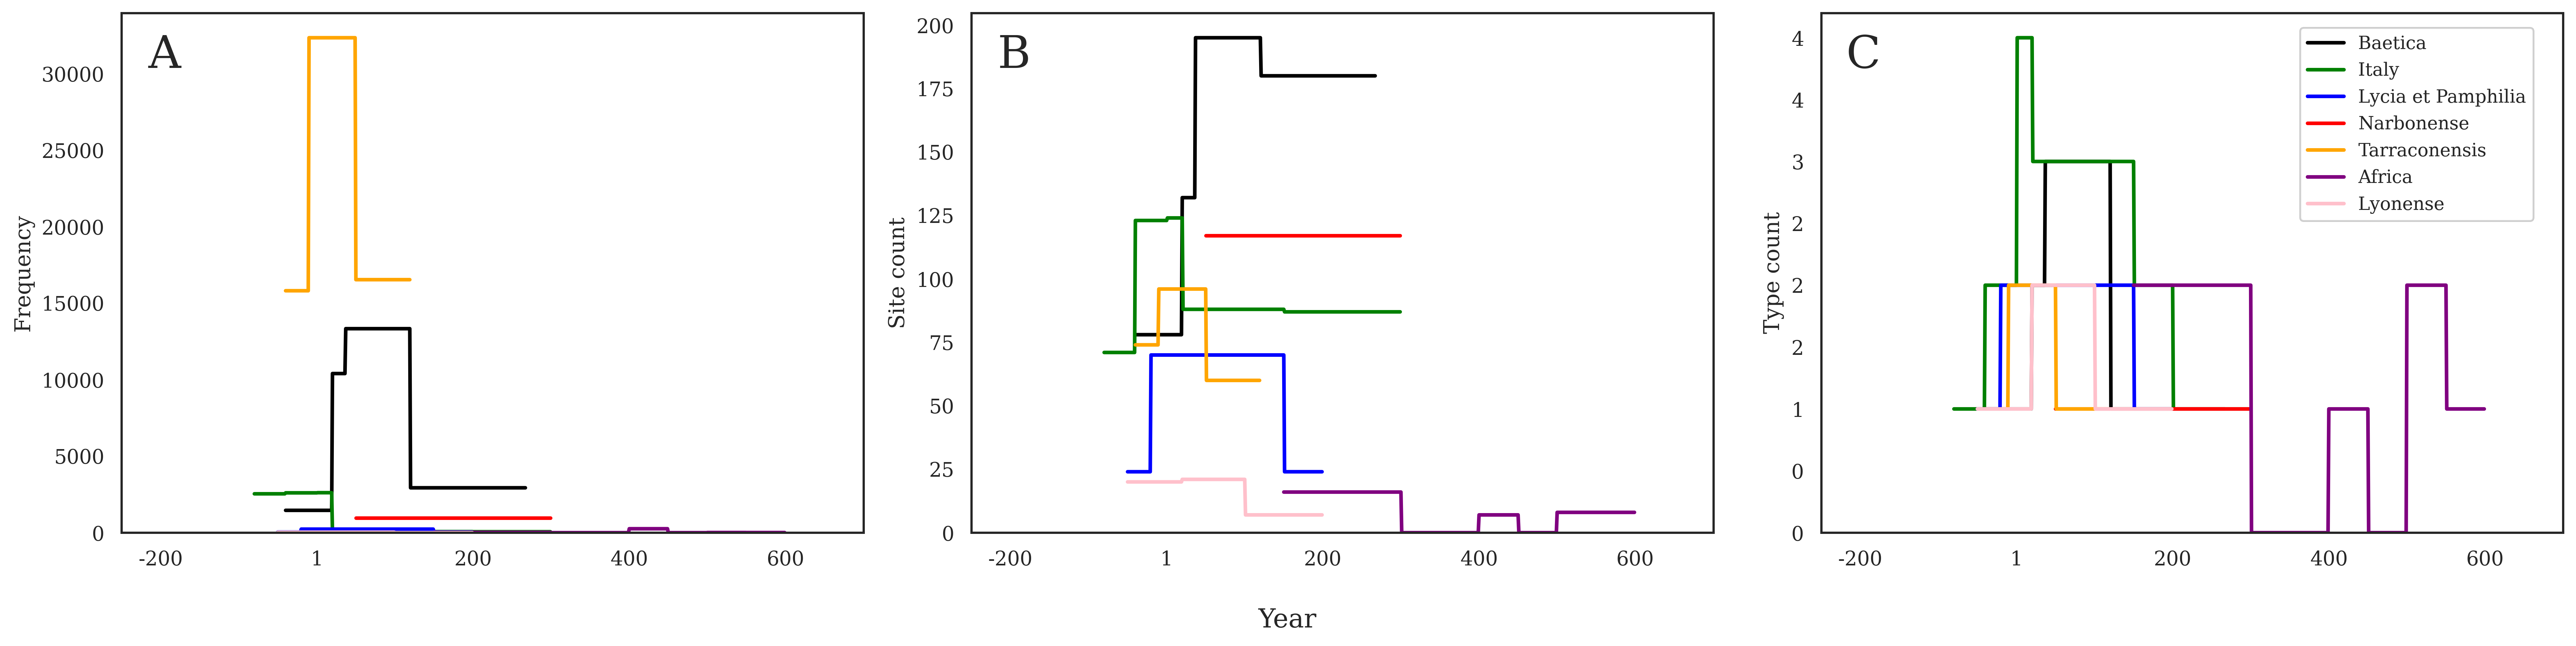 A
Frequency
30000
25000
20000
15000
10000
5000
0
-200 1 200 400 600
B
Site count
200
175
150
125
100
75
50
25
0
-200 1 200 400 600
C
Type count
4
4
3
2
2
2
1
0
0
-200 1 200 400 600
Baetica
Italy
Lycia et Pamphilia
Narbonense
Tarraconensis
Africa
Lyonense
Year